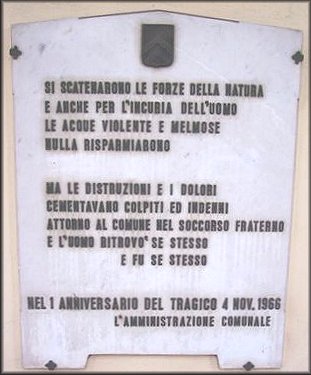 SI SCATENARONO LE FORZE DELLA NATURA
E ANCHE PER L'INCURIA DELL'UOMO
LE ACQUE VIOLENTE E MELMOSE
NULLA RISPARMIARONO
MA LE DISTRUZIONI E I DOLORI
CEMENTAVANO COLPITI ED INDENNI
ATTORNO AL COMUNE NEL SOCCORSO FRATERNO
E L'UOMO RITROVO' SE STESSO
E FU SE STESSO
NEL 1 ANNIVERSARIO DEL TRAGICO 4 NOV. 1966
L'AMMINISTRAZIONE COMUNALE